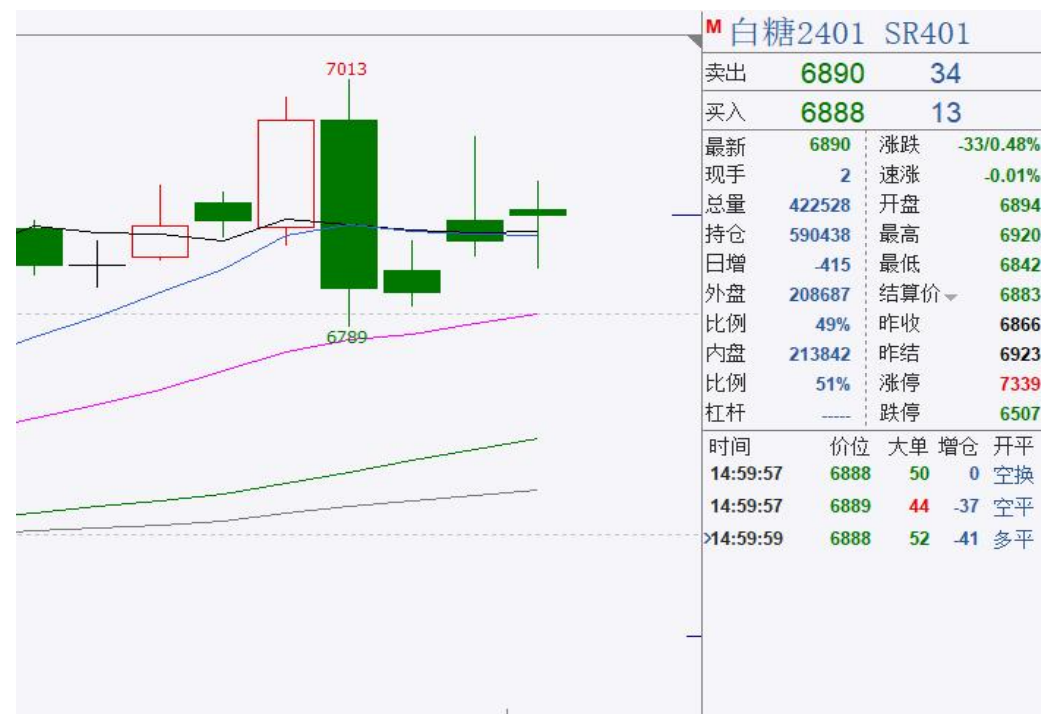 7013
6789
M 白糖2401 SR401
卖出 6890 34
买入 6888 13
最新 6890 涨跌 -33/0.48%
现手 2 速涨 -0.01%
总量 422528 开盘 6894
持仓 590438 最高 6920
日增 -415 最低 6842
外盘 208687 结算价 6883
比例 49% 昨收 6866
内盘 213842 昨结 6923
比例 51% 涨停 7339
杠杆 ----- 跌停 6507
时间 价位 大单 增仓 开平
14:59:57 6888 50 0 空换
14:59:57 6889 44 -37 空平
14:59:59 6888 52 -41 多平